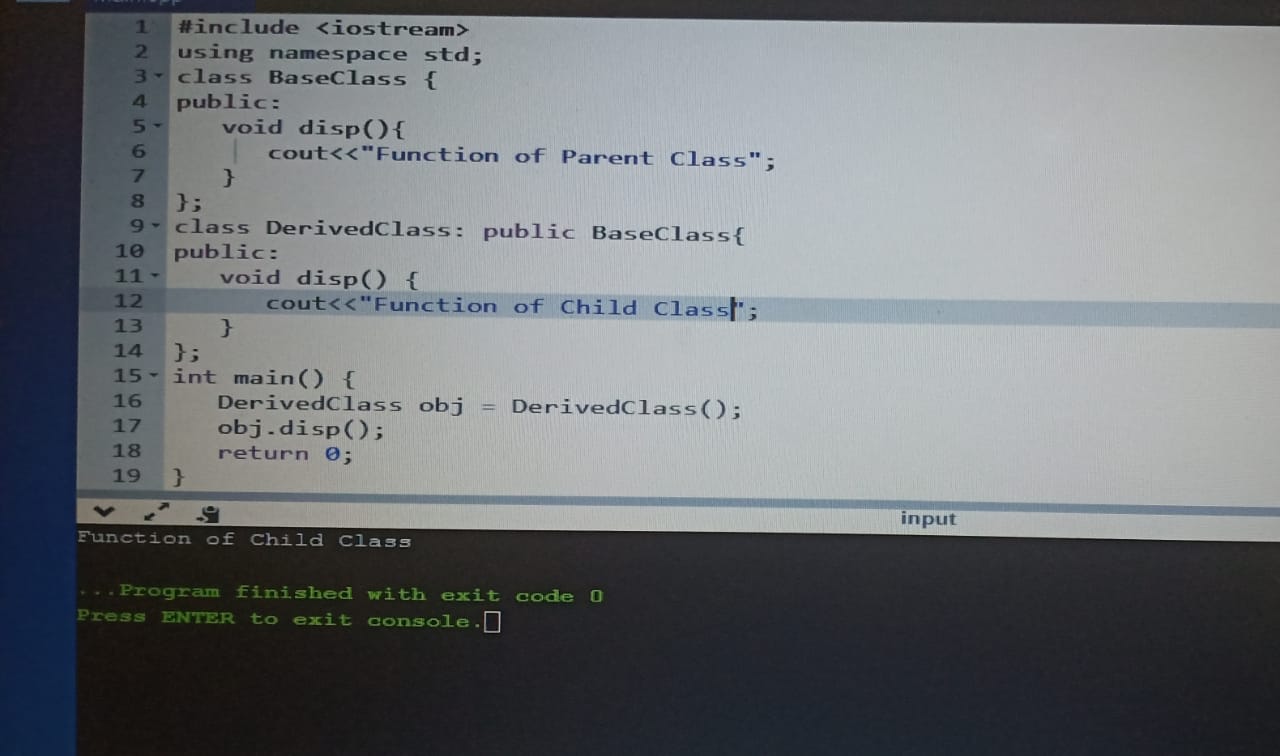 1 #include <iostream>
2 using namespace std;
3 class BaseClass {
4 public:
5 void disp(){
6 cout<<"Function of Parent Class";
7 }
8 };
9 class DerivedClass: public BaseClass{
10 public:
11 void disp() {
12 cout<<"Function of Child Class";
13 }
14 };
15 int main() {
16 DerivedClass obj = DerivedClass();
17 obj.disp();
18 return 0;
19 }
input
Function of Child Class
...Program finished with exit code 0
Press ENTER to exit console.